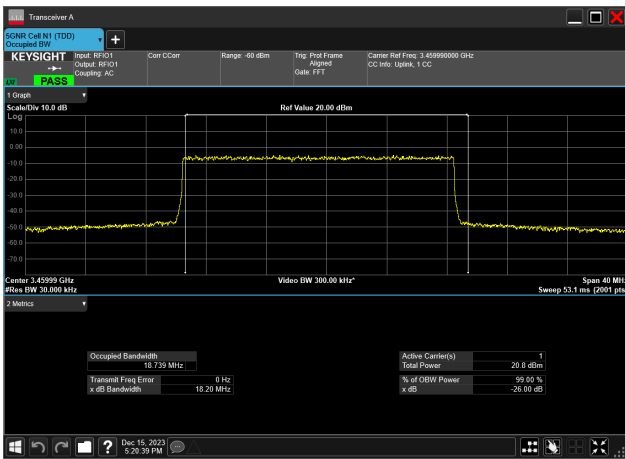 Transceiver A
5GNR Cell N1 (TDD)
Occupied BW
KEYSIGHT
LXI
PASS
Input: RFIO1
Output: RFIO1
Coupling: AC
Corr CCorr
Range: -60 dBm
Trig: Prot Frame
Aligned
Gate: FFT
Carrier Ref Freq: 3.459990000 GHz
CC Info: Uplink, 1 CC
1 Graph
Scale/Div 10.0 dB
Ref Value 20.00 dBm
Log
10.0
0.00
-10.0
-20.0
-30.0
-40.0
-50.0
-60.0
-70.0
Center 3.45999 GHz
Video BW 300.00 kHz*
Span 40 MHz
#Res BW 30.000 kHz
Sweep 53.1 ms (2001 pts
2 Metrics
Occupied Bandwidth
18.739 MHz
Transmit Freq Error 0 Hz
x dB Bandwidth 18.20 MHz
Active Carrier(s) 1
Total Power 20.8 dBm
% of OBW Power 99.00 %
x dB -26.00 dB
?
Dec 15, 2023
5:20:39 PM